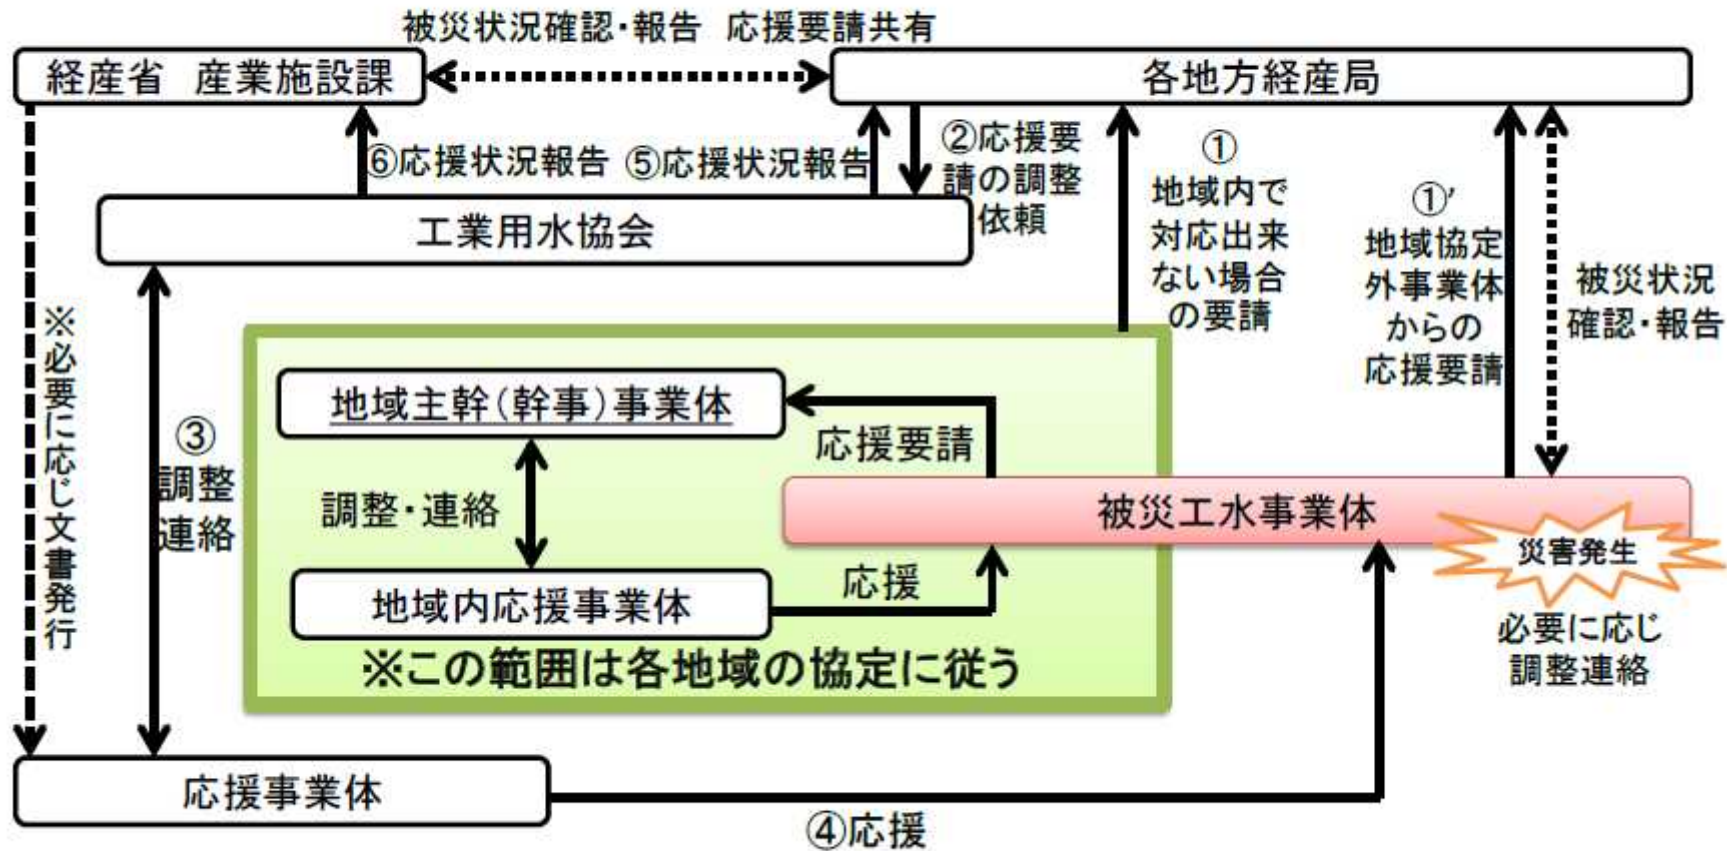 被災状況確認・報告　応援要請共有
経産省　産業施設課
各地方経産局
⑥応援状況報告
⑤応援状況報告
②応援要
請の調整
依頼
①
地域内で
対応出来
ない場合
の要請
①’
地域協定
外事業体
からの
応援要請
被災状況
確認・報告
工業用水協会
※必要に応じ文書発行
③
調整
連絡
地域主幹（幹事）事業体
応援要請
調整・連絡
被災工水事業体
災害発生
地域内応援事業体
応援
必要に応じ
調整連絡
※この範囲は各地域の協定に従う
応援事業体
④応援